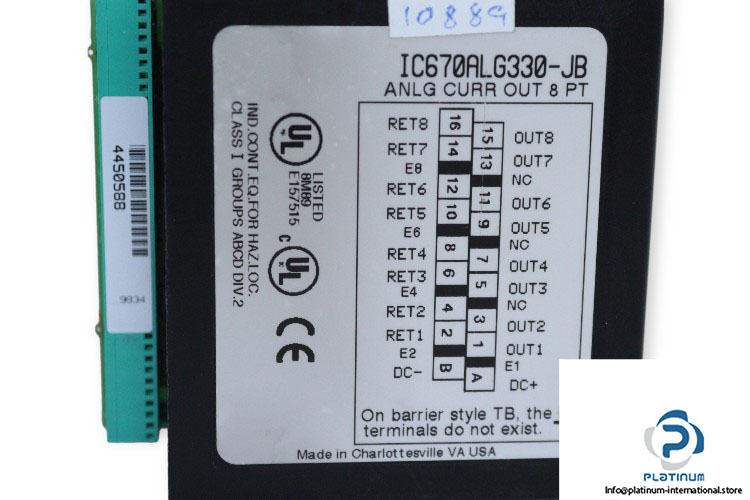 10889
IC670ALG330-JB
ANLG CURR OUT 8 PT
RET8 16 15 OUT8
RET7 14 13 OUT7
E8 NC
RET6 12 11 OUT6
RET5 10 9 OUT5
E6 NC
RET4 8 7 OUT4
RET3 6 5 OUT3
E4 NC
RET2 4 3 OUT2
RET1 2 1 OUT1
E2 E1
DC- B A DC+
On barrier style TB, the
terminals do not exist.
Made in Charlottesville VA USA
UL
LISTED
8M89
E157515
C UL
IND.CONT.EQ.FOR HAZ.LOC.
CLASS I GROUPS ABCD DIV.2
CE
4450588
9834
PLATINUM
Info@platinum-international.store